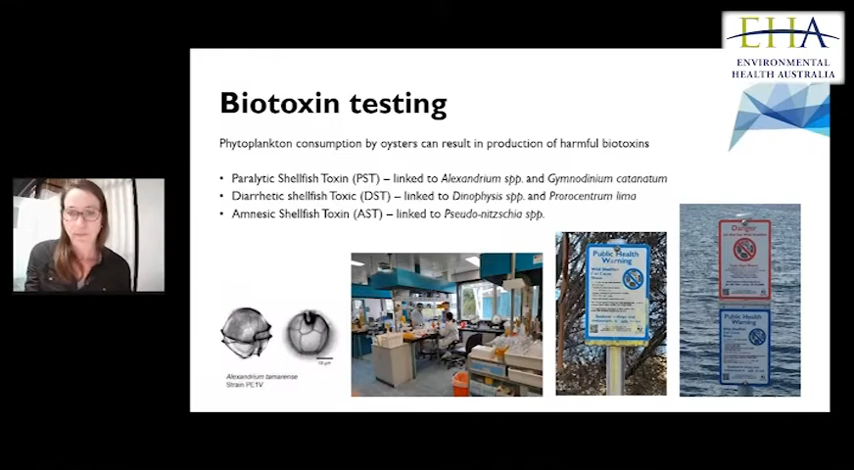 EHA
ENVIRONMENTAL
HEALTH AUSTRALIA
Biotoxin testing
Phytoplankton consumption by oysters can result in production of harmful biotoxins
• Paralytic Shellfish Toxin (PST) – linked to Alexandrium spp. and Gymnodinium catanatum
• Diarrhetic shellfish Toxic (DST) – linked to Dinophysis spp. and Prorocentrum lima
• Amnesic Shellfish Toxin (AST) – linked to Pseudo-nitzschia spp.
Alexandrium tamarense
Strain PE1V
Public Health
Warning
Danger
Public Health
Warning